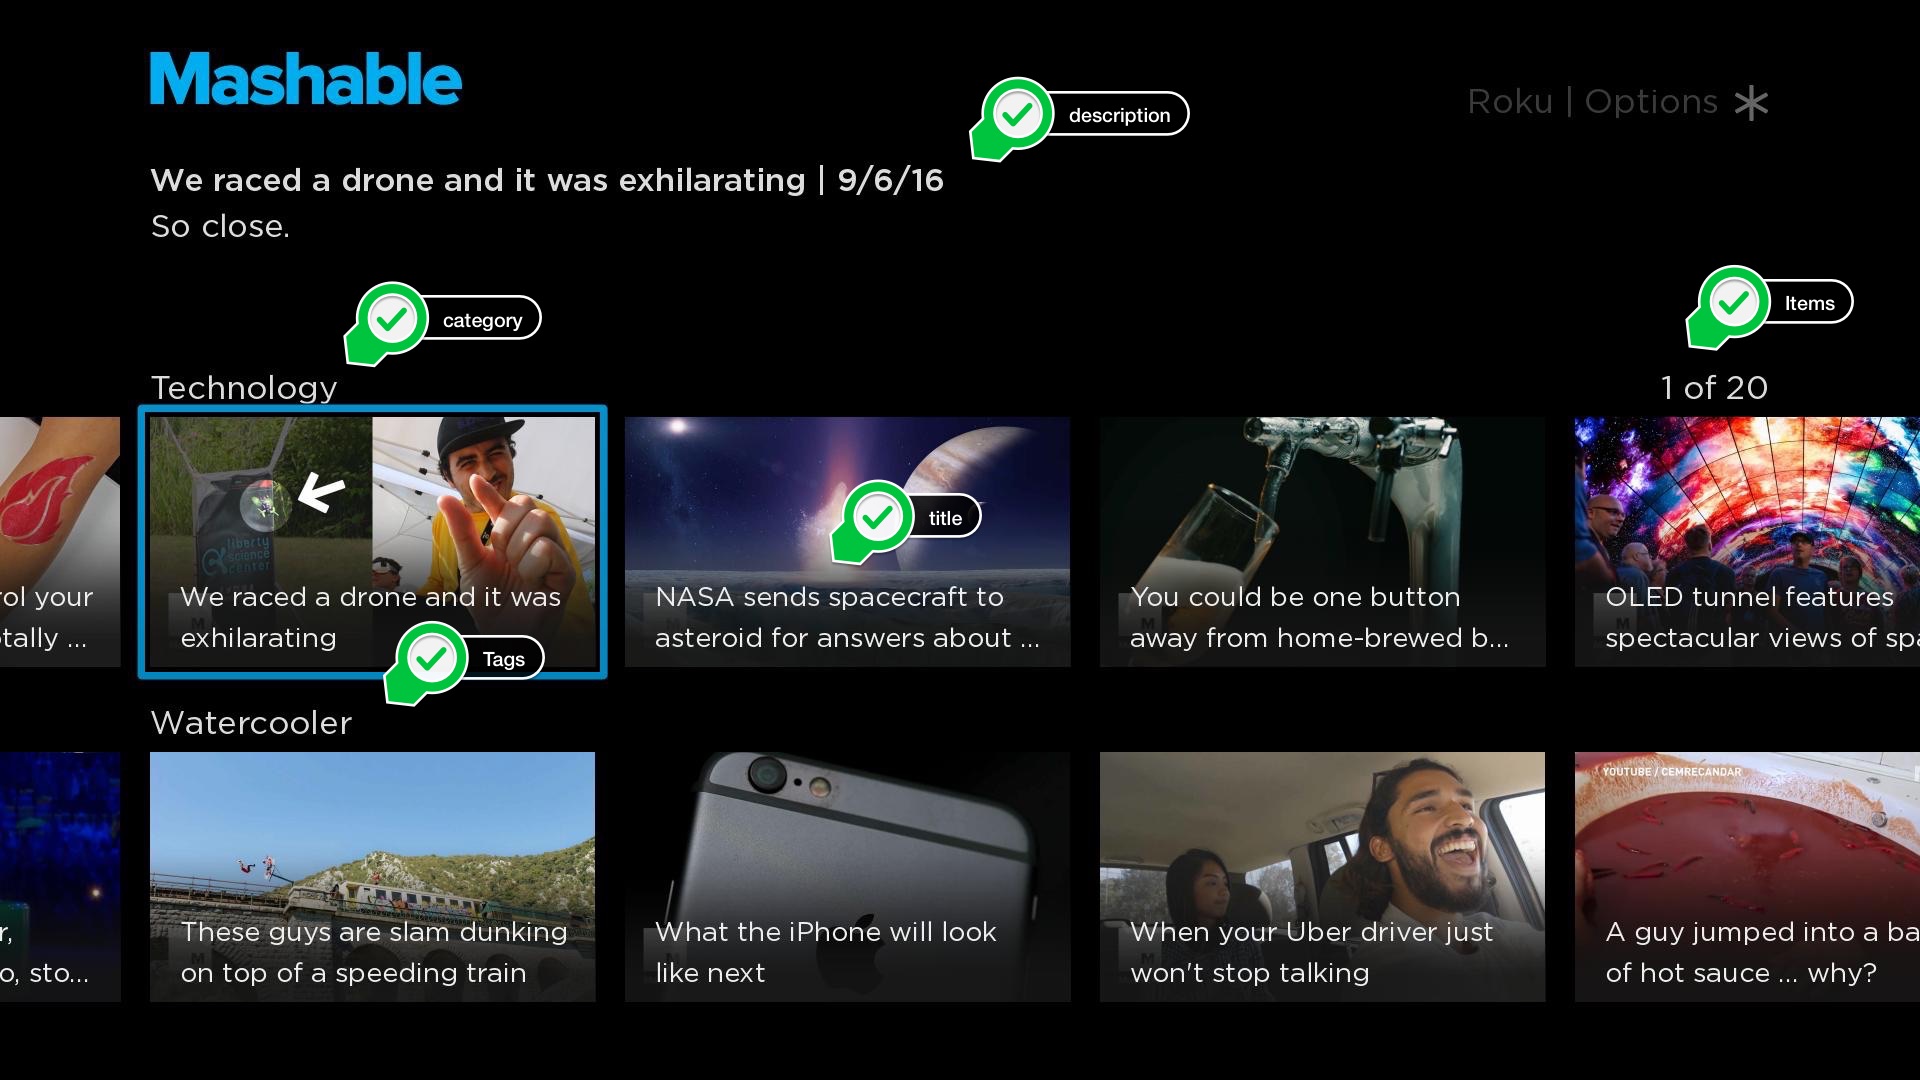 Mashable
description
Roku | Options
We raced a drone and it was exhilarating | 9/6/16
So close.
category
Items
Technology
1 of 20
liberty
science
center
title
rol your
otally ...
We raced a drone and it was
exhilarating
NASA sends spacecraft to
asteroid for answers about ...
You could be one button
away from home-brewed b...
OLED tunnel features
spectacular views of spa
Tags
Watercooler
YOUTUBE / CEMRECANDAR
r,
o, sto...
These guys are slam dunking
on top of a speeding train
What the iPhone will look
like next
When your Uber driver just
won't stop talking
A guy jumped into a ba
of hot sauce ... why?